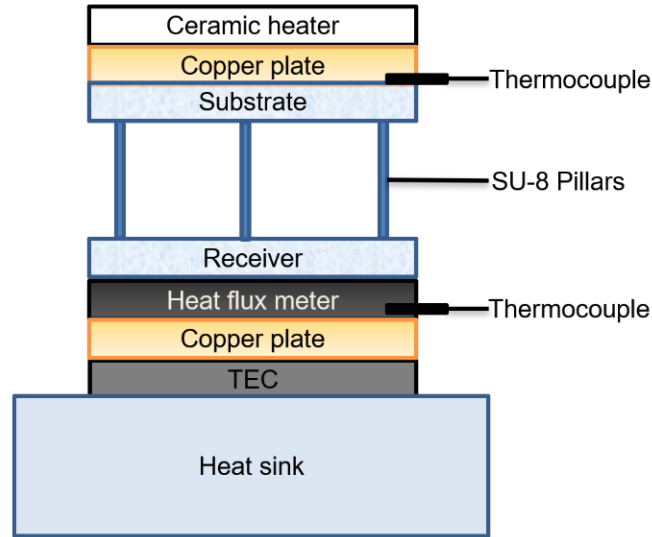 Ceramic heater
Copper plate
Thermocouple
Substrate
SU-8 Pillars
Receiver
Heat flux meter
Thermocouple
Copper plate
TEC
Heat sink